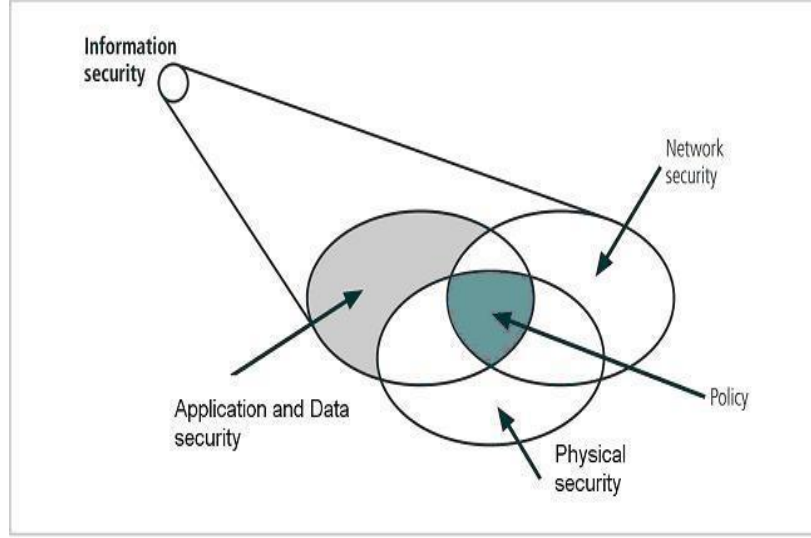 Information
security
Network
security
Policy
Application and Data
security
Physical
security